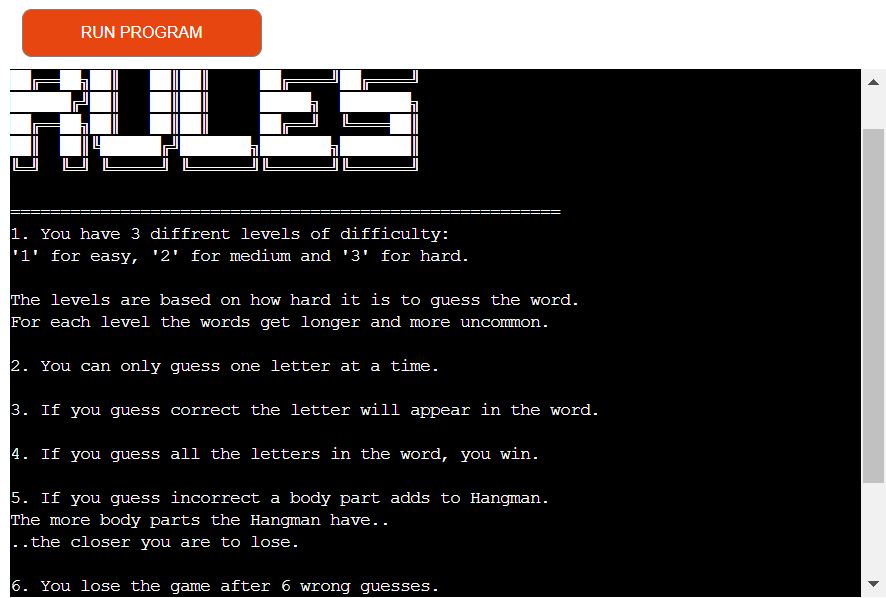 RUN PROGRAM
RULES
=======================================================
1. You have 3 diffrent levels of difficulty:
'1' for easy, '2' for medium and '3' for hard.
The levels are based on how hard it is to guess the word.
For each level the words get longer and more uncommon.
2. You can only guess one letter at a time.
3. If you guess correct the letter will appear in the word.
4. If you guess all the letters in the word, you win.
5. If you guess incorrect a body part adds to Hangman.
The more body parts the Hangman have..
..the closer you are to lose.
6. You lose the game after 6 wrong guesses.